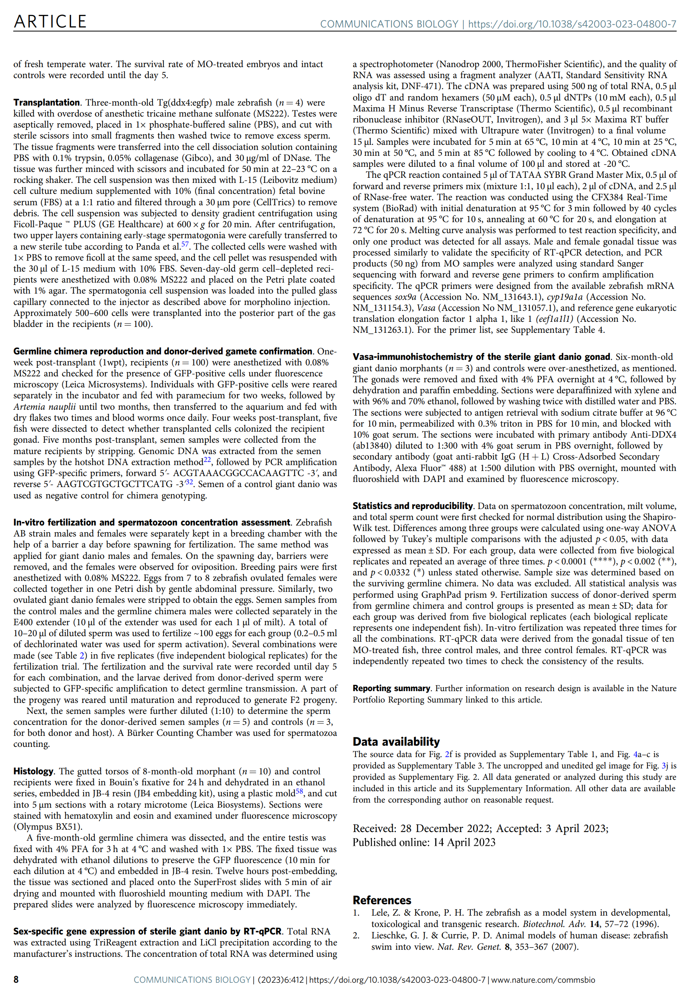 ARTICLE
COMMUNICATIONS BIOLOGY | https://doi.org/10.1038/s42003-023-04800-7
of fresh temperate water. The survival rate of MO-treated embryos and intact
controls were recorded until the day 5.
Transplantation. Three-month-old Tg(ddx4:egfp) male zebrafish (n = 4) were
killed with overdose of anesthetic tricaine methane sulfonate (MS222). Testes were
aseptically removed, placed in 1× phosphate-buffered saline (PBS), and cut with
sterile scissors into small fragments then washed twice to remove excess sperm.
The tissue fragments were transferred into the cell dissociation solution containing
PBS with 0.1% trypsin, 0.05% collagenase (Gibco), and 30 μg/ml of DNase. The
tissue was further minced with scissors and incubated for 50 min at 22–23 °C on a
rocking shaker. The cell suspension was then mixed with L-15 (Leibovitz medium)
cell culture medium supplemented with 10% (final concentration) fetal bovine
serum (FBS) at a 1:1 ratio and filtered through a 30 μm pore (CellTrics) to remove
debris. The cell suspension was subjected to density gradient centrifugation using
Ficoll-Paque ™ PLUS (GE Healthcare) at 600 × g for 20 min. After centrifugation,
two upper layers containing early-stage spermatogonia were carefully transferred to
a new sterile tube according to Panda et al.57. The collected cells were washed with
1× PBS to remove ficoll at the same speed, and the cell pellet was resuspended with
the 30 μl of L-15 medium with 10% FBS. Seven-day-old germ cell–depleted reci-
pients were anesthetized with 0.08% MS222 and placed on the Petri plate coated
with 1% agar. The spermatogonia cell suspension was loaded into the pulled glass
capillary connected to the injector as described above for morpholino injection.
Approximately 500–600 cells were transplanted into the posterior part of the gas
bladder in the recipients (n = 100).
Germline chimera reproduction and donor-derived gamete confirmation. One-
week post-transplant (1wpt), recipients (n = 100) were anesthetized with 0.08%
MS222 and checked for the presence of GFP-positive cells under fluorescence
microscopy (Leica Microsystems). Individuals with GFP-positive cells were reared
separately in the incubator and fed with paramecium for two weeks, followed by
Artemia nauplii until two months, then transferred to the aquarium and fed with
dry flakes two times and blood worms once daily. Four weeks post-transplant, five
fish were dissected to detect whether transplanted cells colonized the recipient
gonad. Five months post-transplant, semen samples were collected from the
mature recipients by stripping. Genomic DNA was extracted from the semen
samples by the hotshot DNA extraction method22, followed by PCR amplification
using GFP-specific primers, forward 5′- ACGTAAACGGCCACAAGTTC -3′, and
reverse 5′- AAGTCGTGCTGCTTCATG -3′32. Semen of a control giant danio was
used as negative control for chimera genotyping.
In-vitro fertilization and spermatozoon concentration assessment. Zebrafish
AB strain males and females were separately kept in a breeding chamber with the
help of a barrier a day before spawning for fertilization. The same method was
applied for giant danio males and females. On the spawning day, barriers were
removed, and the females were observed for oviposition. Breeding pairs were first
anesthetized with 0.08% MS222. Eggs from 7 to 8 zebrafish ovulated females were
collected together in one Petri dish by gentle abdominal pressure. Similarly, two
ovulated giant danio females were stripped to obtain the eggs. Semen samples from
the control males and the germline chimera males were collected separately in the
E400 extender (10 μl of the extender was used for each 1 μl of milt). A total of
10–20 μl of diluted sperm was used to fertilize ~100 eggs for each group (0.2–0.5 ml
of dechlorinated water was used for sperm activation). Several combinations were
made (see Table 2) in five replicates (five independent biological replicates) for the
fertilization trial. The fertilization and the survival rate were recorded until day 5
for each combination, and the larvae derived from donor-derived sperm were
subjected to GFP-specific amplification to detect germline transmission. A part of
the progeny was reared until maturation and reproduced to generate F2 progeny.
Next, the semen samples were further diluted (1:10) to determine the sperm
concentration for the donor-derived semen samples (n = 5) and controls (n = 3,
for both donor and host). A Bürker Counting Chamber was used for spermatozoa
counting.
Histology. The gutted torsos of 8-month-old morphant (n = 10) and control
recipients were fixed in Bouin's fixative for 24 h and dehydrated in an ethanol
series, embedded in JB-4 resin (JB4 embedding kit), using a plastic mold58, and cut
into 5 μm sections with a rotary microtome (Leica Biosystems). Sections were
stained with hematoxylin and eosin and examined under fluorescence microscopy
(Olympus BX51).
A five-month-old germline chimera was dissected, and the entire testis was
fixed with 4% PFA for 3 h at 4 °C and washed with 1× PBS. The fixed tissue was
dehydrated with ethanol dilutions to preserve the GFP fluorescence (10 min for
each dilution at 4 °C) and embedded in JB-4 resin. Twelve hours post-embedding,
the tissue was sectioned and placed onto the SuperFrost slides with 5 min of air
drying and mounted with fluoroshield mounting medium with DAPI. The
prepared slides were analyzed by fluorescence microscopy immediately.
Sex-specific gene expression of sterile giant danio by RT-qPCR. Total RNA
was extracted using TriReagent extraction and LiCl precipitation according to the
manufacturer's instructions. The concentration of total RNA was determined using
a spectrophotometer (Nanodrop 2000, ThermoFisher Scientific), and the quality of
RNA was assessed using a fragment analyzer (AATI, Standard Sensitivity RNA
analysis kit, DNF-471). The cDNA was prepared using 500 ng of total RNA, 0.5 μl
oligo dT and random hexamers (50 μM each), 0.5 μl dNTPs (10 mM each), 0.5 μl
Maxima H Minus Reverse Transcriptase (Thermo Scientific), 0.5 μl recombinant
ribonuclease inhibitor (RNaseOUT, Invitrogen), and 3 μl 5× Maxima RT buffer
(Thermo Scientific) mixed with Ultrapure water (Invitrogen) to a final volume
15 μl. Samples were incubated for 5 min at 65 °C, 10 min at 4 °C, 10 min at 25 °C,
30 min at 50 °C, and 5 min at 85 °C followed by cooling to 4 °C. Obtained cDNA
samples were diluted to a final volume of 100 μl and stored at -20 °C.
The qPCR reaction contained 5 μl of TATAA SYBR Grand Master Mix, 0.5 μl of
forward and reverse primers mix (mixture 1:1, 10 μl each), 2 μl of cDNA, and 2.5 μl
of RNase-free water. The reaction was conducted using the CFX384 Real-Time
system (BioRad) with initial denaturation at 95 °C for 3 min followed by 40 cycles
of denaturation at 95 °C for 10 s, annealing at 60 °C for 20 s, and elongation at
72 °C for 20 s. Melting curve analysis was performed to test reaction specificity, and
only one product was detected for all assays. Male and female gonadal tissue was
processed similarly to validate the specificity of RT-qPCR detection, and PCR
products (50 ng) from MO samples were analyzed using standard Sanger
sequencing with forward and reverse gene primers to confirm amplification
specificity. The qPCR primers were designed from the available zebrafish mRNA
sequences sox9a (Accession No. NM_131643.1), cyp19a1a (Accession No.
NM_131154.3), Vasa (Accession No NM_131057.1), and reference gene eukaryotic
translation elongation factor 1 alpha 1, like 1 (eef1a1l1) (Accession No.
NM_131263.1). For the primer list, see Supplementary Table 4.
Vasa-immunohistochemistry of the sterile giant danio gonad. Six-month-old
giant danio morphants (n = 3) and controls were over-anesthetized, as mentioned.
The gonads were removed and fixed with 4% PFA overnight at 4 °C, followed by
dehydration and paraffin embedding. Sections were deparaffinized with xylene and
with 96% and 70% ethanol, followed by washing twice with distilled water and PBS.
The sections were subjected to antigen retrieval with sodium citrate buffer at 96 °C
for 10 min, permeabilized with 0.3% triton in PBS for 10 min, and blocked with
10% goat serum. The sections were incubated with primary antibody Anti-DDX4
(ab13840) diluted to 1:300 with 4% goat serum in PBS overnight, followed by
secondary antibody (goat anti-rabbit IgG (H + L) Cross-Adsorbed Secondary
Antibody, Alexa Fluor™ 488) at 1:500 dilution with PBS overnight, mounted with
fluoroshield with DAPI and examined by fluorescence microscopy.
Statistics and reproducibility. Data on spermatozoon concentration, milt volume,
and total sperm count were first checked for normal distribution using the Shapiro-
Wilk test. Differences among three groups were calculated using one-way ANOVA
followed by Tukey's multiple comparisons with the adjusted p < 0.05, with data
expressed as mean ± SD. For each group, data were collected from five biological
replicates and repeated an average of three times. p < 0.0001 (****), p < 0.002 (**),
and p < 0.0332 (*) unless stated otherwise. Sample size was determined based on
the surviving germline chimera. No data was excluded. All statistical analysis was
performed using GraphPad prism 9. Fertilization success of donor-derived sperm
from germline chimera and control groups is presented as mean ± SD; data for
each group was derived from five biological replicates (each biological replicate
represents one independent fish). In-vitro fertilization was repeated three times for
all the combinations. RT-qPCR data were derived from the gonadal tissue of ten
MO-treated fish, three control males, and three control females. RT-qPCR was
independently repeated two times to check the consistency of the results.
Reporting summary. Further information on research design is available in the Nature
Portfolio Reporting Summary linked to this article.
Data availability
The source data for Fig. 2f is provided as Supplementary Table 1, and Fig. 4a–c is
provided as Supplementary Table 3. The uncropped and unedited gel image for Fig. 3j is
provided as Supplementary Fig. 2. All data generated or analyzed during this study are
included in this article and its Supplementary Information. All other data are available
from the corresponding author on reasonable request.
Received: 28 December 2022; Accepted: 3 April 2023;
Published online: 14 April 2023
References
1. Lele, Z. & Krone, P. H. The zebrafish as a model system in developmental,
toxicological and transgenic research. Biotechnol. Adv. 14, 57–72 (1996).
2. Lieschke, G. J. & Currie, P. D. Animal models of human disease: zebrafish
swim into view. Nat. Rev. Genet. 8, 353–367 (2007).
8
COMMUNICATIONS BIOLOGY | (2023)6:412 | https://doi.org/10.1038/s42003-023-04800-7 | www.nature.com/commsbio